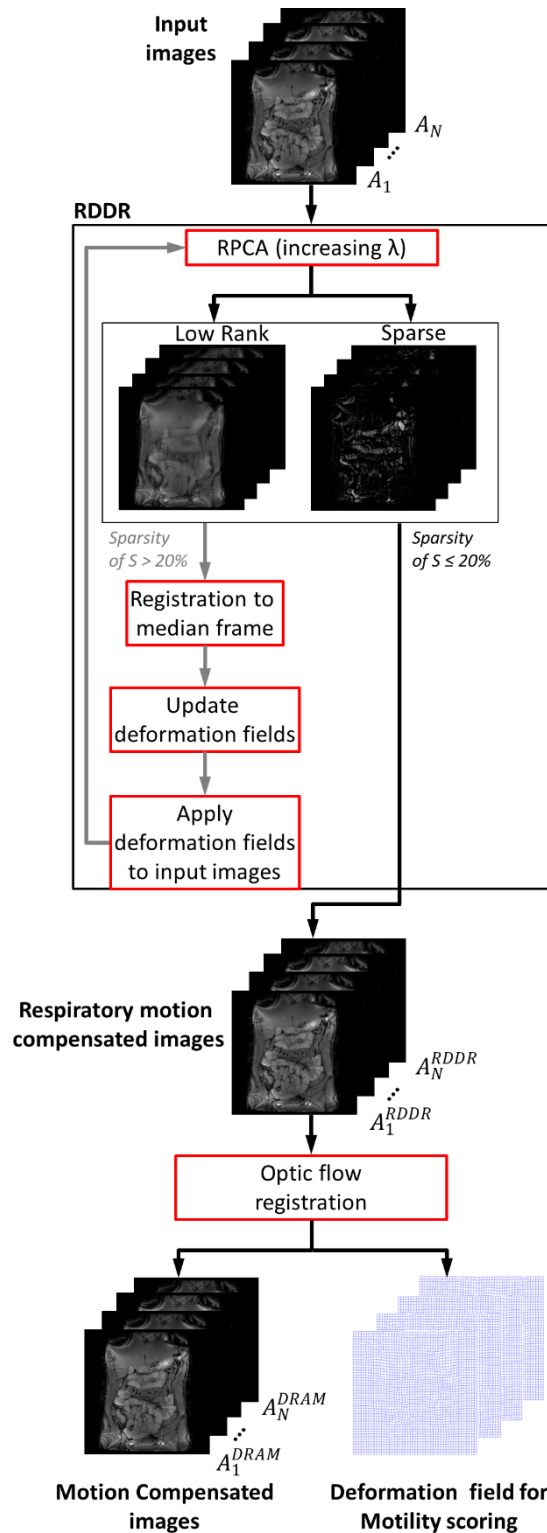 Input
images
A_N
...
A_1
RDDR
RPCA (increasing λ)
Low Rank
Sparse
Sparsity
of S > 20%
Sparsity
of S ≤ 20%
Registration to
median frame
Update
deformation fields
Apply
deformation fields
to input images
Respiratory motion
compensated images
A_N^{RDDR}
...
A_1^{RDDR}
Optic flow
registration
A_N^{DRAM}
...
A_1^{DRAM}
Motion Compensated
images
Deformation field for
Motility scoring